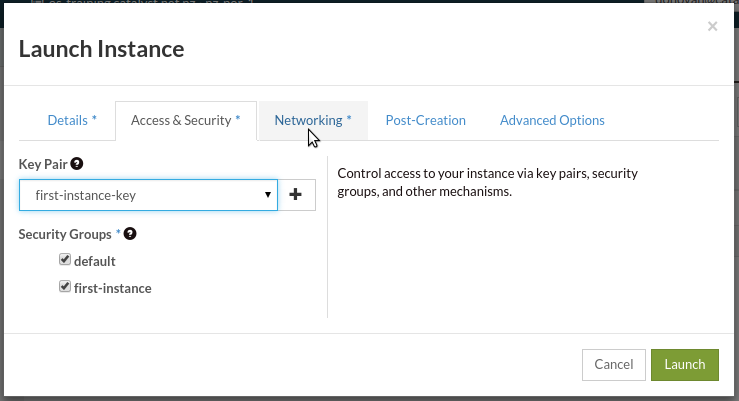 ×
Launch Instance
Details *
Access & Security *
Networking *
Post-Creation
Advanced Options
Key Pair ?
first-instance-key
+
Control access to your instance via key pairs, security
groups, and other mechanisms.
Security Groups * ?
default
first-instance
Cancel
Launch